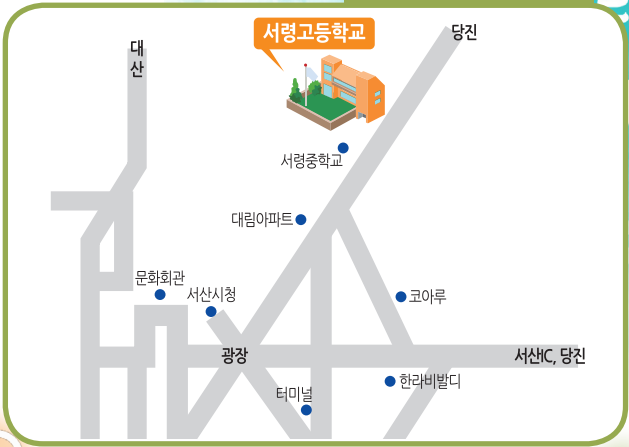 서령고등학교
당진
대
산
서령중학교
대림아파트
문화회관
서산시청
코아루
광장
서산IC, 당진
한라비발디
터미널